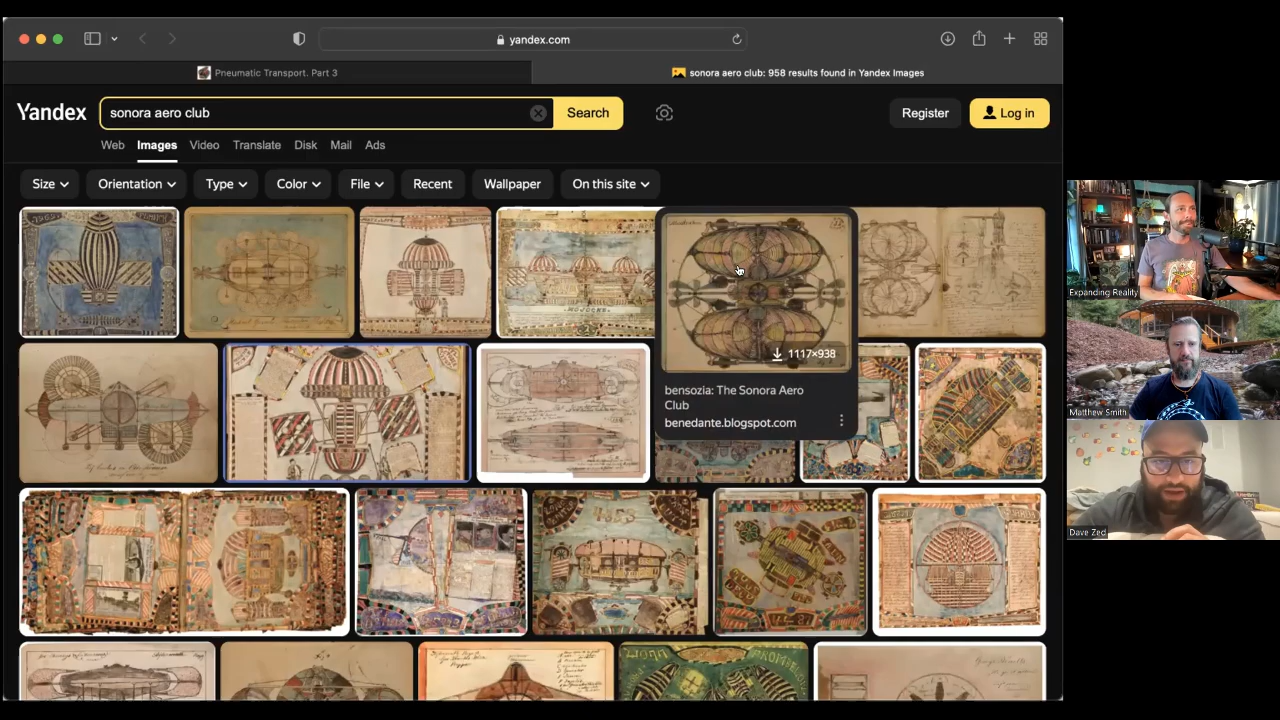 yandex.com
Pneumatic Transport. Part 3
sonora aero club: 958 results found in Yandex Images
Yandex
sonora aero club
Search
Register
Log in
Web
Images
Video
Translate
Disk
Mail
Ads
Size
Orientation
Type
Color
File
Recent
Wallpaper
On this site
1117×938
bensozia: The Sonora Aero
Club
benedante.blogspot.com
Expanding Reality
Matthew Smith
Dave Zed